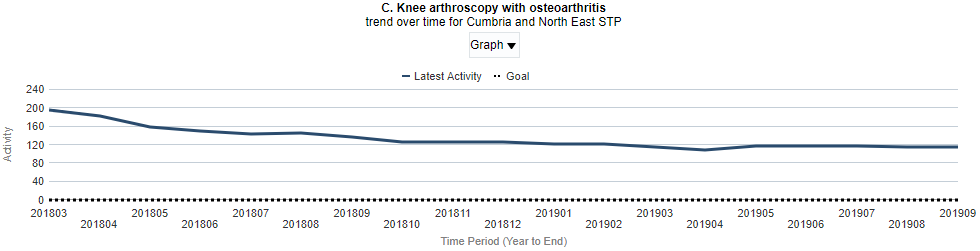 C. Knee arthroscopy with osteoarthritis
trend over time for Cumbria and North East STP
Graph
Latest Activity Goal
240
200
160
120
80
40
0
Activity
201803 201805 201807 201809 201811 201901 201903 201905 201907 201909
201804 201806 201808 201810 201812 201902 201904 201906 201908
Time Period (Year to End)